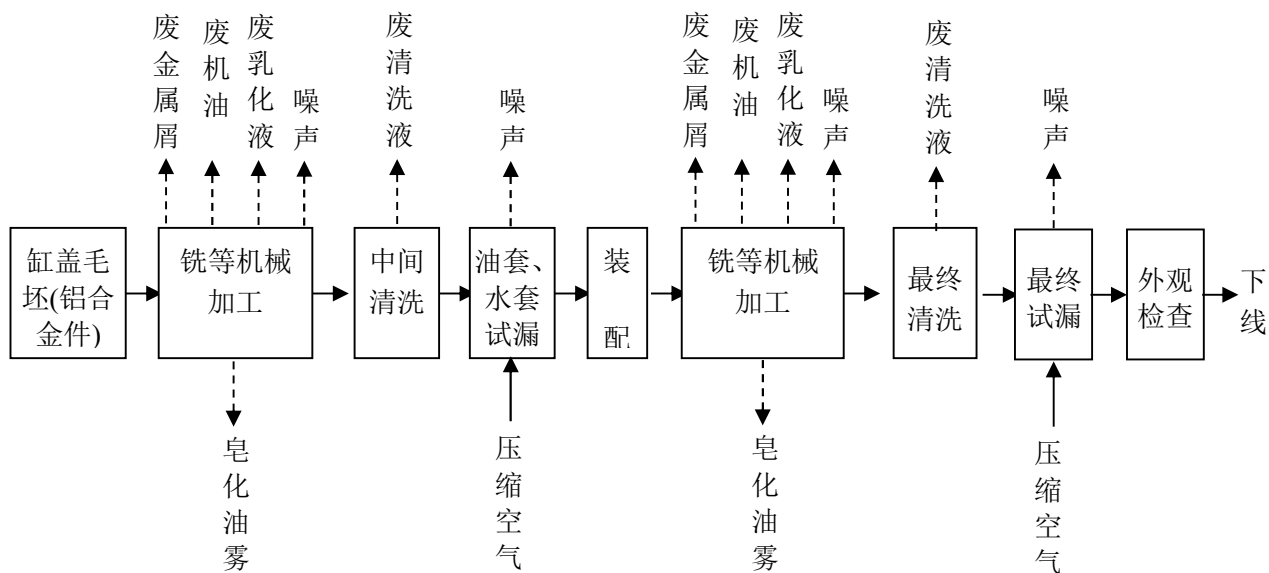 废金属屑
废机油
废乳化液
噪声
废清洗液
噪声
废金属屑
废机油
废乳化液
噪声
废清洗液
噪声
缸盖毛
坯(铝合
金件)
铣等机械
加工
中间
清洗
油套、
水套
试漏
装
配
铣等机械
加工
最终
清洗
最终
试漏
外观
检查
下线
皂化油雾
压缩空气
皂化油雾
压缩空气